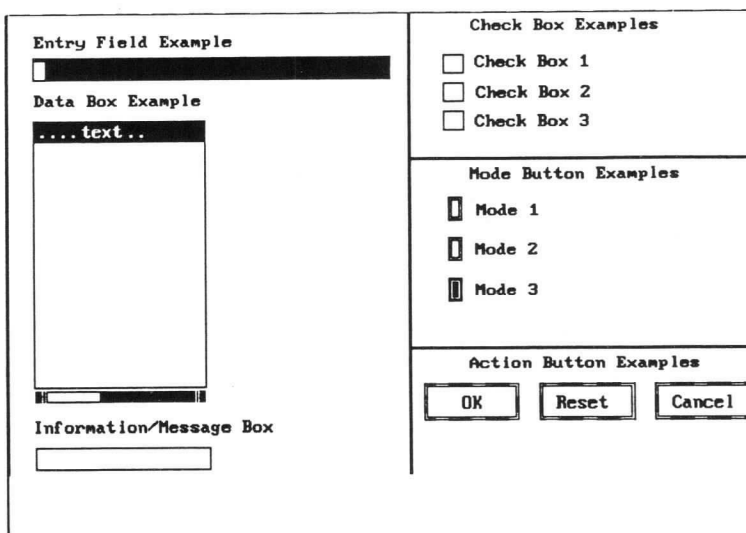 Entry Field Example
Data Box Example
....text..
Information/Message Box
Check Box Examples
Check Box 1
Check Box 2
Check Box 3
Mode Button Examples
Mode 1
Mode 2
Mode 3
Action Button Examples
OK Reset Cancel